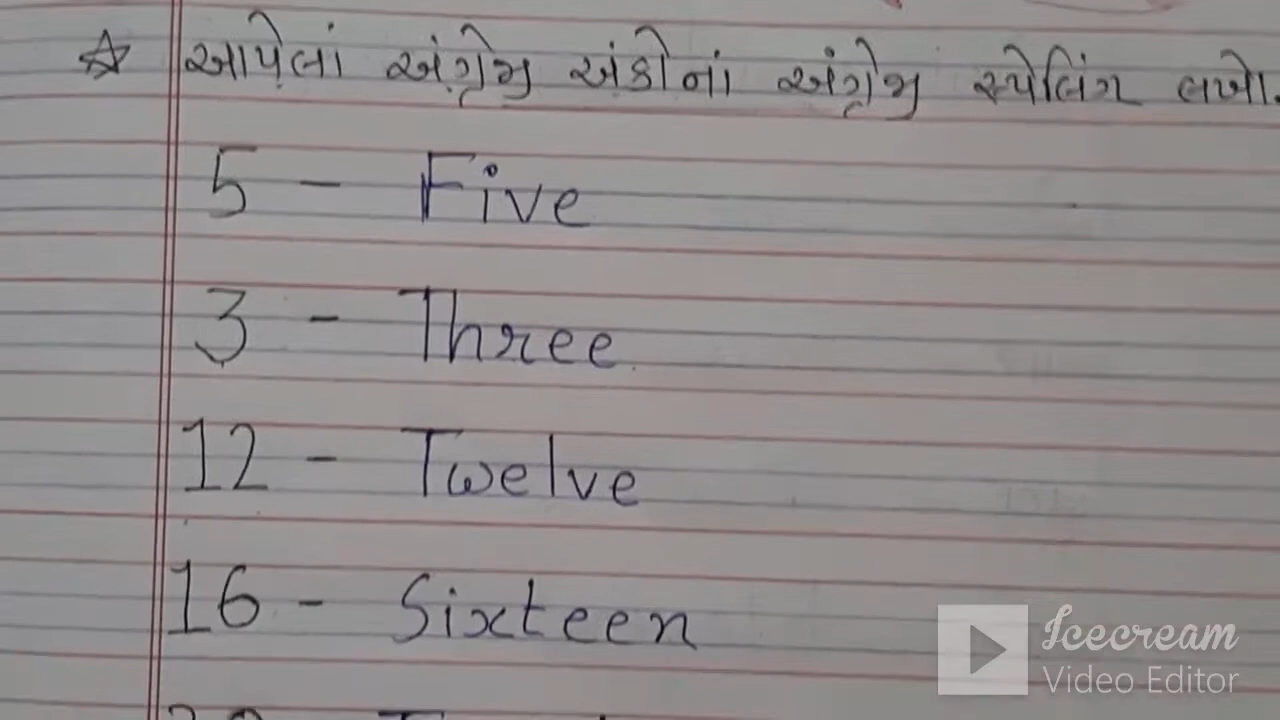 ☆ આપેલાં અંગ્રેજી અંકોનાં અંગ્રેજી સ્પેલિંગ લખો.
5 - Five
3 - Three
12 - Twelve
16 - Sixteen
Icecream
Video Editor